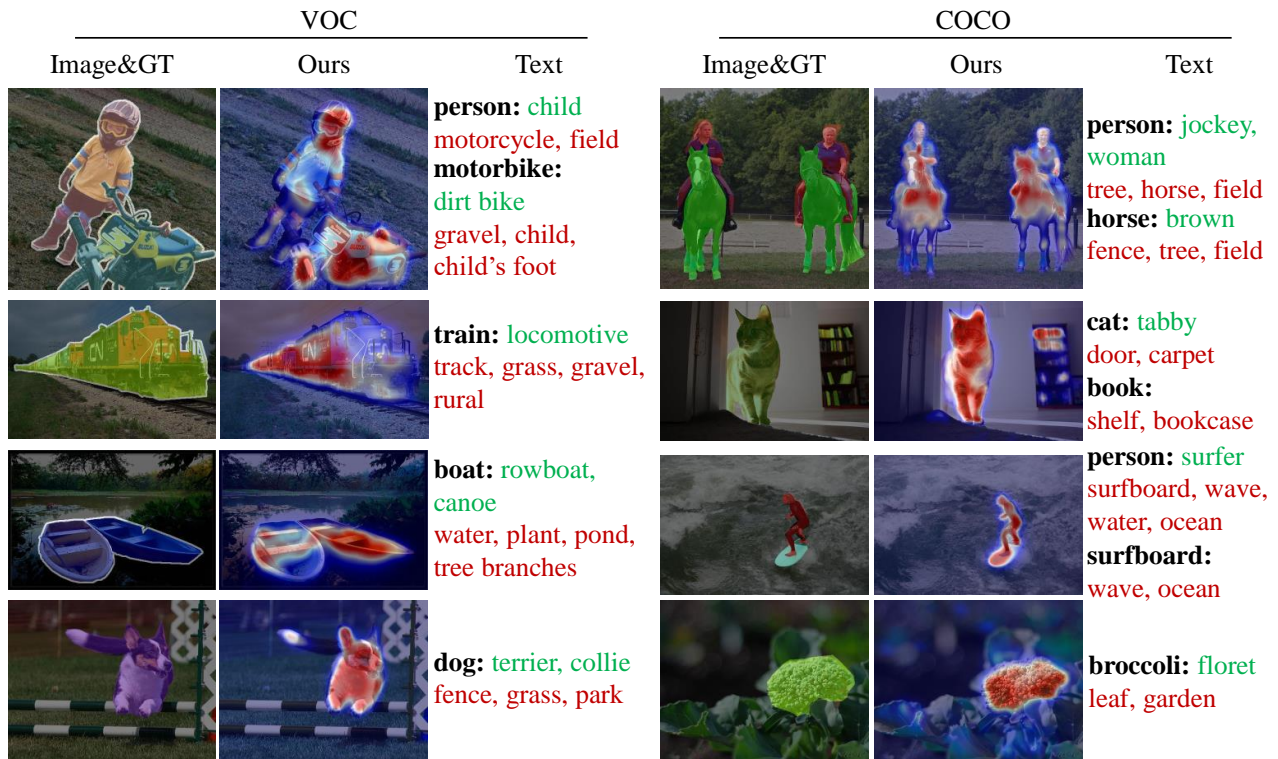 VOC
Image&GT
Ours
Text
person: child
motorcycle, field
motorbike:
dirt bike
gravel, child,
child's foot
train: locomotive
track, grass, gravel,
rural
boat: rowboat,
canoe
water, plant, pond,
tree branches
dog: terrier, collie
fence, grass, park
COCO
Image&GT
Ours
Text
person: jockey,
woman
tree, horse, field
horse: brown
fence, tree, field
cat: tabby
door, carpet
book:
shelf, bookcase
person: surfer
surfboard, wave,
water, ocean
surfboard:
wave, ocean
broccoli: floret
leaf, garden
CN